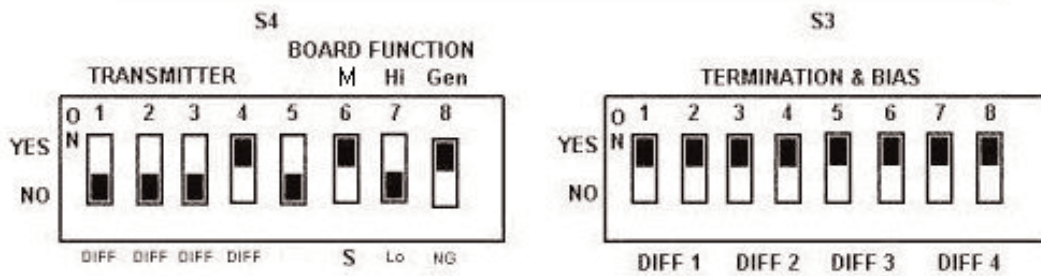 S4 S3
BOARD FUNCTION
TRANSMITTER M Hi Gen TERMINATION & BIAS
O 1 2 3 4 5 6 7 8 O 1 2 3 4 5 6 7 8
YES N YES N
NO NO
DIFF DIFF DIFF DIFF S Lo NG DIFF 1 DIFF 2 DIFF 3 DIFF 4